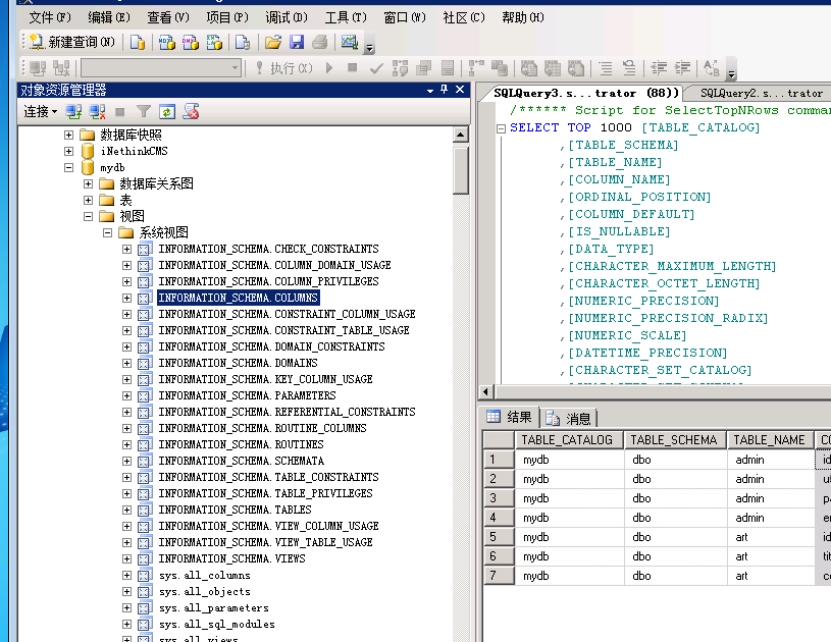 文件(F) 编辑(E) 查看(V) 项目(P) 调试(D) 工具(T) 窗口(W) 社区(C) 帮助(H)
新建查询(N)
执行(X)
对象资源管理器
连接
数据库快照
iNethinkCMS
mydb
数据库关系图
表
视图
系统视图
INFORMATION_SCHEMA.CHECK_CONSTRAINTS
INFORMATION_SCHEMA.COLUMN_DOMAIN_USAGE
INFORMATION_SCHEMA.COLUMN_PRIVILEGES
INFORMATION_SCHEMA.COLUMNS
INFORMATION_SCHEMA.CONSTRAINT_COLUMN_USAGE
INFORMATION_SCHEMA.CONSTRAINT_TABLE_USAGE
INFORMATION_SCHEMA.DOMAIN_CONSTRAINTS
INFORMATION_SCHEMA.DOMAINS
INFORMATION_SCHEMA.KEY_COLUMN_USAGE
INFORMATION_SCHEMA.PARAMETERS
INFORMATION_SCHEMA.REFERENTIAL_CONSTRAINTS
INFORMATION_SCHEMA.ROUTINE_COLUMNS
INFORMATION_SCHEMA.ROUTINES
INFORMATION_SCHEMA.SCHEMATA
INFORMATION_SCHEMA.TABLE_CONSTRAINTS
INFORMATION_SCHEMA.TABLE_PRIVILEGES
INFORMATION_SCHEMA.TABLES
INFORMATION_SCHEMA.VIEW_COLUMN_USAGE
INFORMATION_SCHEMA.VIEW_TABLE_USAGE
INFORMATION_SCHEMA.VIEWS
sys.all_columns
sys.all_objects
sys.all_parameters
sys.all_sql_modules
sys.all_views
SQLQuery3.s...trator (88)) SQLQuery2.s...trator
/****** Script for SelectTopNRows comma
SELECT TOP 1000 [TABLE_CATALOG]
,[TABLE_SCHEMA]
,[TABLE_NAME]
,[COLUMN_NAME]
,[ORDINAL_POSITION]
,[COLUMN_DEFAULT]
,[IS_NULLABLE]
,[DATA_TYPE]
,[CHARACTER_MAXIMUM_LENGTH]
,[CHARACTER_OCTET_LENGTH]
,[NUMERIC_PRECISION]
,[NUMERIC_PRECISION_RADIX]
,[NUMERIC_SCALE]
,[DATETIME_PRECISION]
,[CHARACTER_SET_CATALOG]
结果 消息
TABLE_CATALOG TABLE_SCHEMA TABLE_NAME CO
1 mydb dbo admin id
2 mydb dbo admin
3 mydb dbo admin
4 mydb dbo admin
5 mydb dbo art id
6 mydb dbo art
7 mydb dbo art